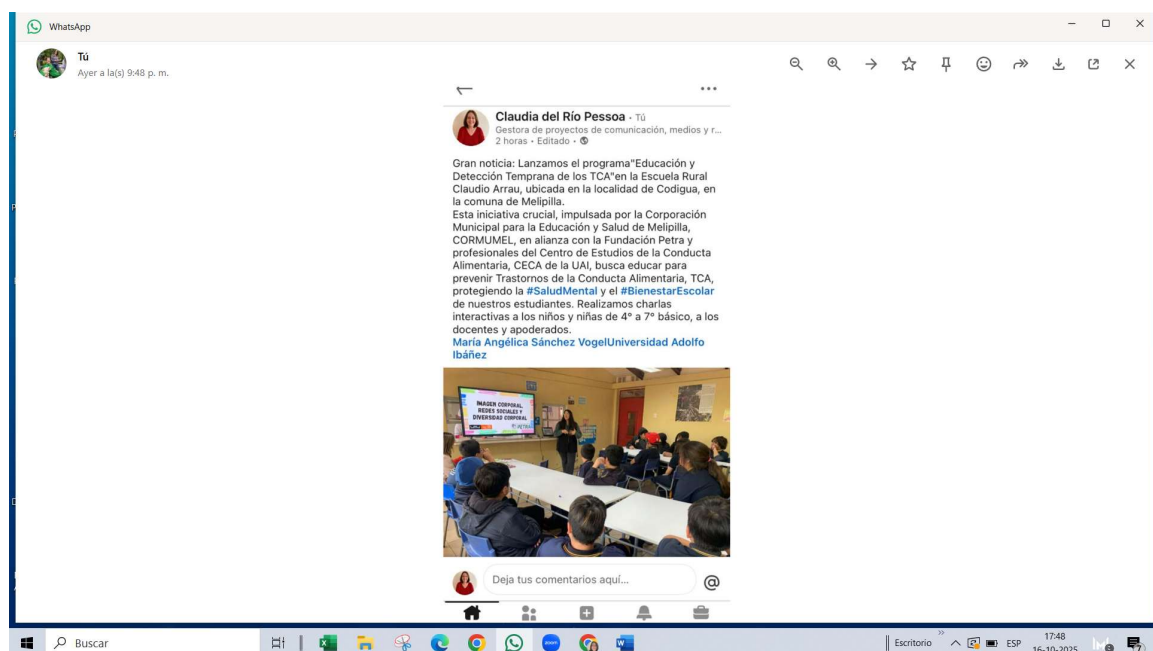 WhatsApp
Tú
Ayer a la(s) 9:48 p. m.
Claudia del Río Pessoa • Tú
Gestora de proyectos de comunicación, medios y r...
2 horas • Editado •
Gran noticia: Lanzamos el programa"Educación y
Detección Temprana de los TCA"en la Escuela Rural
Claudio Arrau, ubicada en la localidad de Codigua, en
la comuna de Melipilla.
Esta iniciativa crucial, impulsada por la Corporación
Municipal para la Educación y Salud de Melipilla,
CORMUMEL, en alianza con la Fundación Petra y
profesionales del Centro de Estudios de la Conducta
Alimentaria, CECA de la UAI, busca educar para
prevenir Trastornos de la Conducta Alimentaria, TCA,
protegiendo la #SaludMental y el #BienestarEscolar
de nuestros estudiantes. Realizamos charlas
interactivas a los niños y niñas de 4° a 7° básico, a los
docentes y apoderados.
María Angélica Sánchez VogelUniversidad Adolfo
Ibáñez
IMAGEN CORPORAL,
REDES SOCIALES Y
DIVERSIDAD CORPORAL
Deja tus comentarios aquí...
Buscar
Escritorio
ESP
17:48
16-10-2025